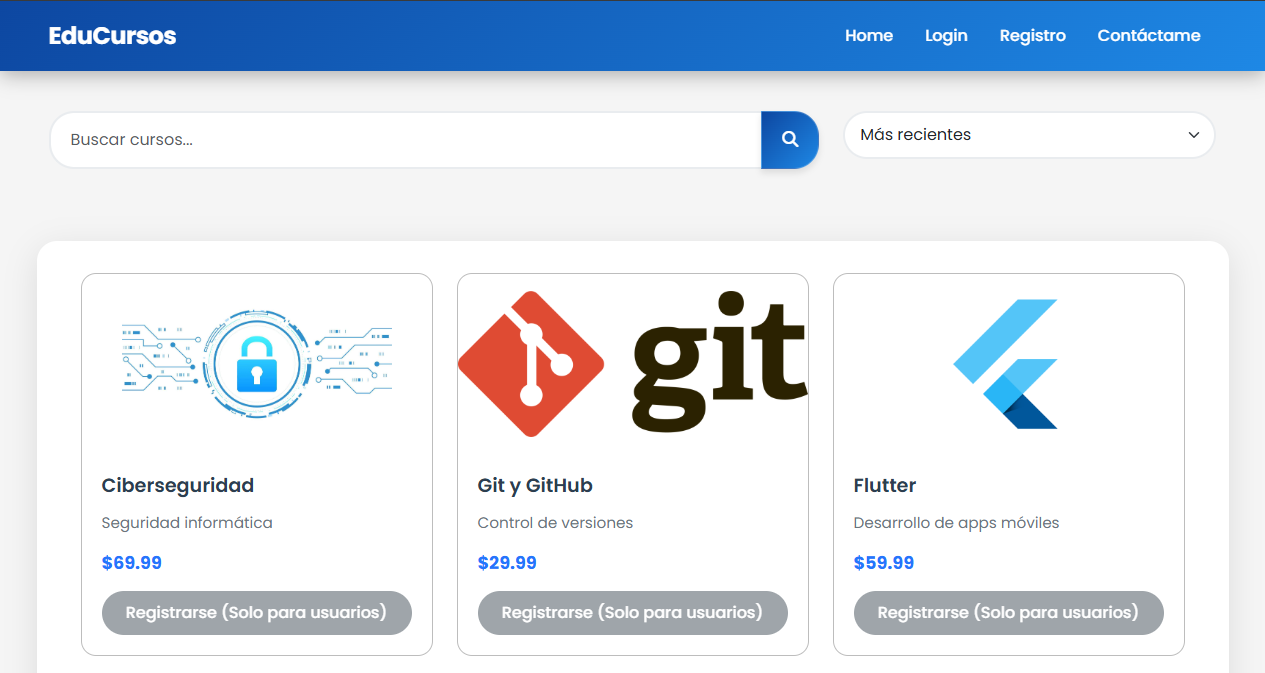 EduCursos
Home Login Registro Contáctame
Buscar cursos...
Más recientes
git
Ciberseguridad
Seguridad informática
$69.99
Registrarse (Solo para usuarios)
Git y GitHub
Control de versiones
$29.99
Registrarse (Solo para usuarios)
Flutter
Desarrollo de apps móviles
$59.99
Registrarse (Solo para usuarios)